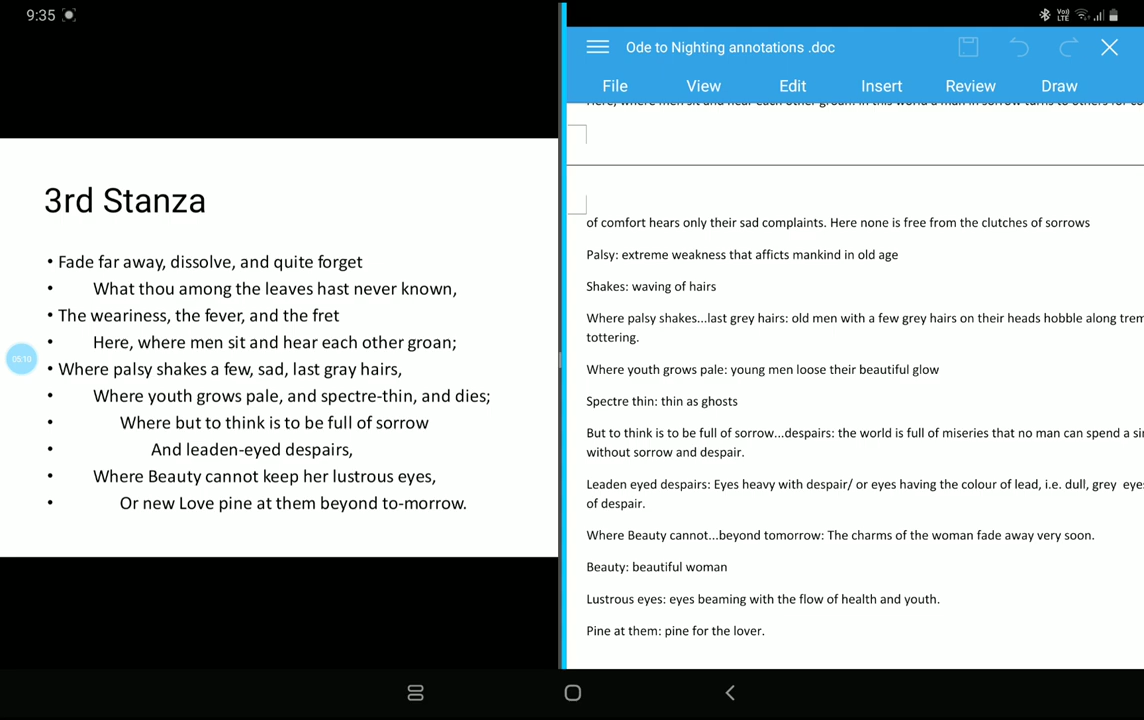 9:35
Ode to Nighting annotations .doc
File View Edit Insert Review Draw
3rd Stanza
• Fade far away, dissolve, and quite forget
• What thou among the leaves hast never known,
• The weariness, the fever, and the fret
• Here, where men sit and hear each other groan;
• Where palsy shakes a few, sad, last gray hairs,
• Where youth grows pale, and spectre-thin, and dies;
• Where but to think is to be full of sorrow
• And leaden-eyed despairs,
• Where Beauty cannot keep her lustrous eyes,
• Or new Love pine at them beyond to-morrow.
05:10
of comfort hears only their sad complaints. Here none is free from the clutches of sorrows
Palsy: extreme weakness that afficts mankind in old age
Shakes: waving of hairs
Where palsy shakes...last grey hairs: old men with a few grey hairs on their heads hobble along
tottering.
Where youth grows pale: young men loose their beautiful glow
Spectre thin: thin as ghosts
But to think is to be full of sorrow...despairs: the world is full of miseries that no man can spend a
without sorrow and despair.
Leaden eyed despairs: Eyes heavy with despair/ or eyes having the colour of lead, i.e. dull, grey
of despair.
Where Beauty cannot...beyond tomorrow: The charms of the woman fade away very soon.
Beauty: beautiful woman
Lustrous eyes: eyes beaming with the flow of health and youth.
Pine at them: pine for the lover.